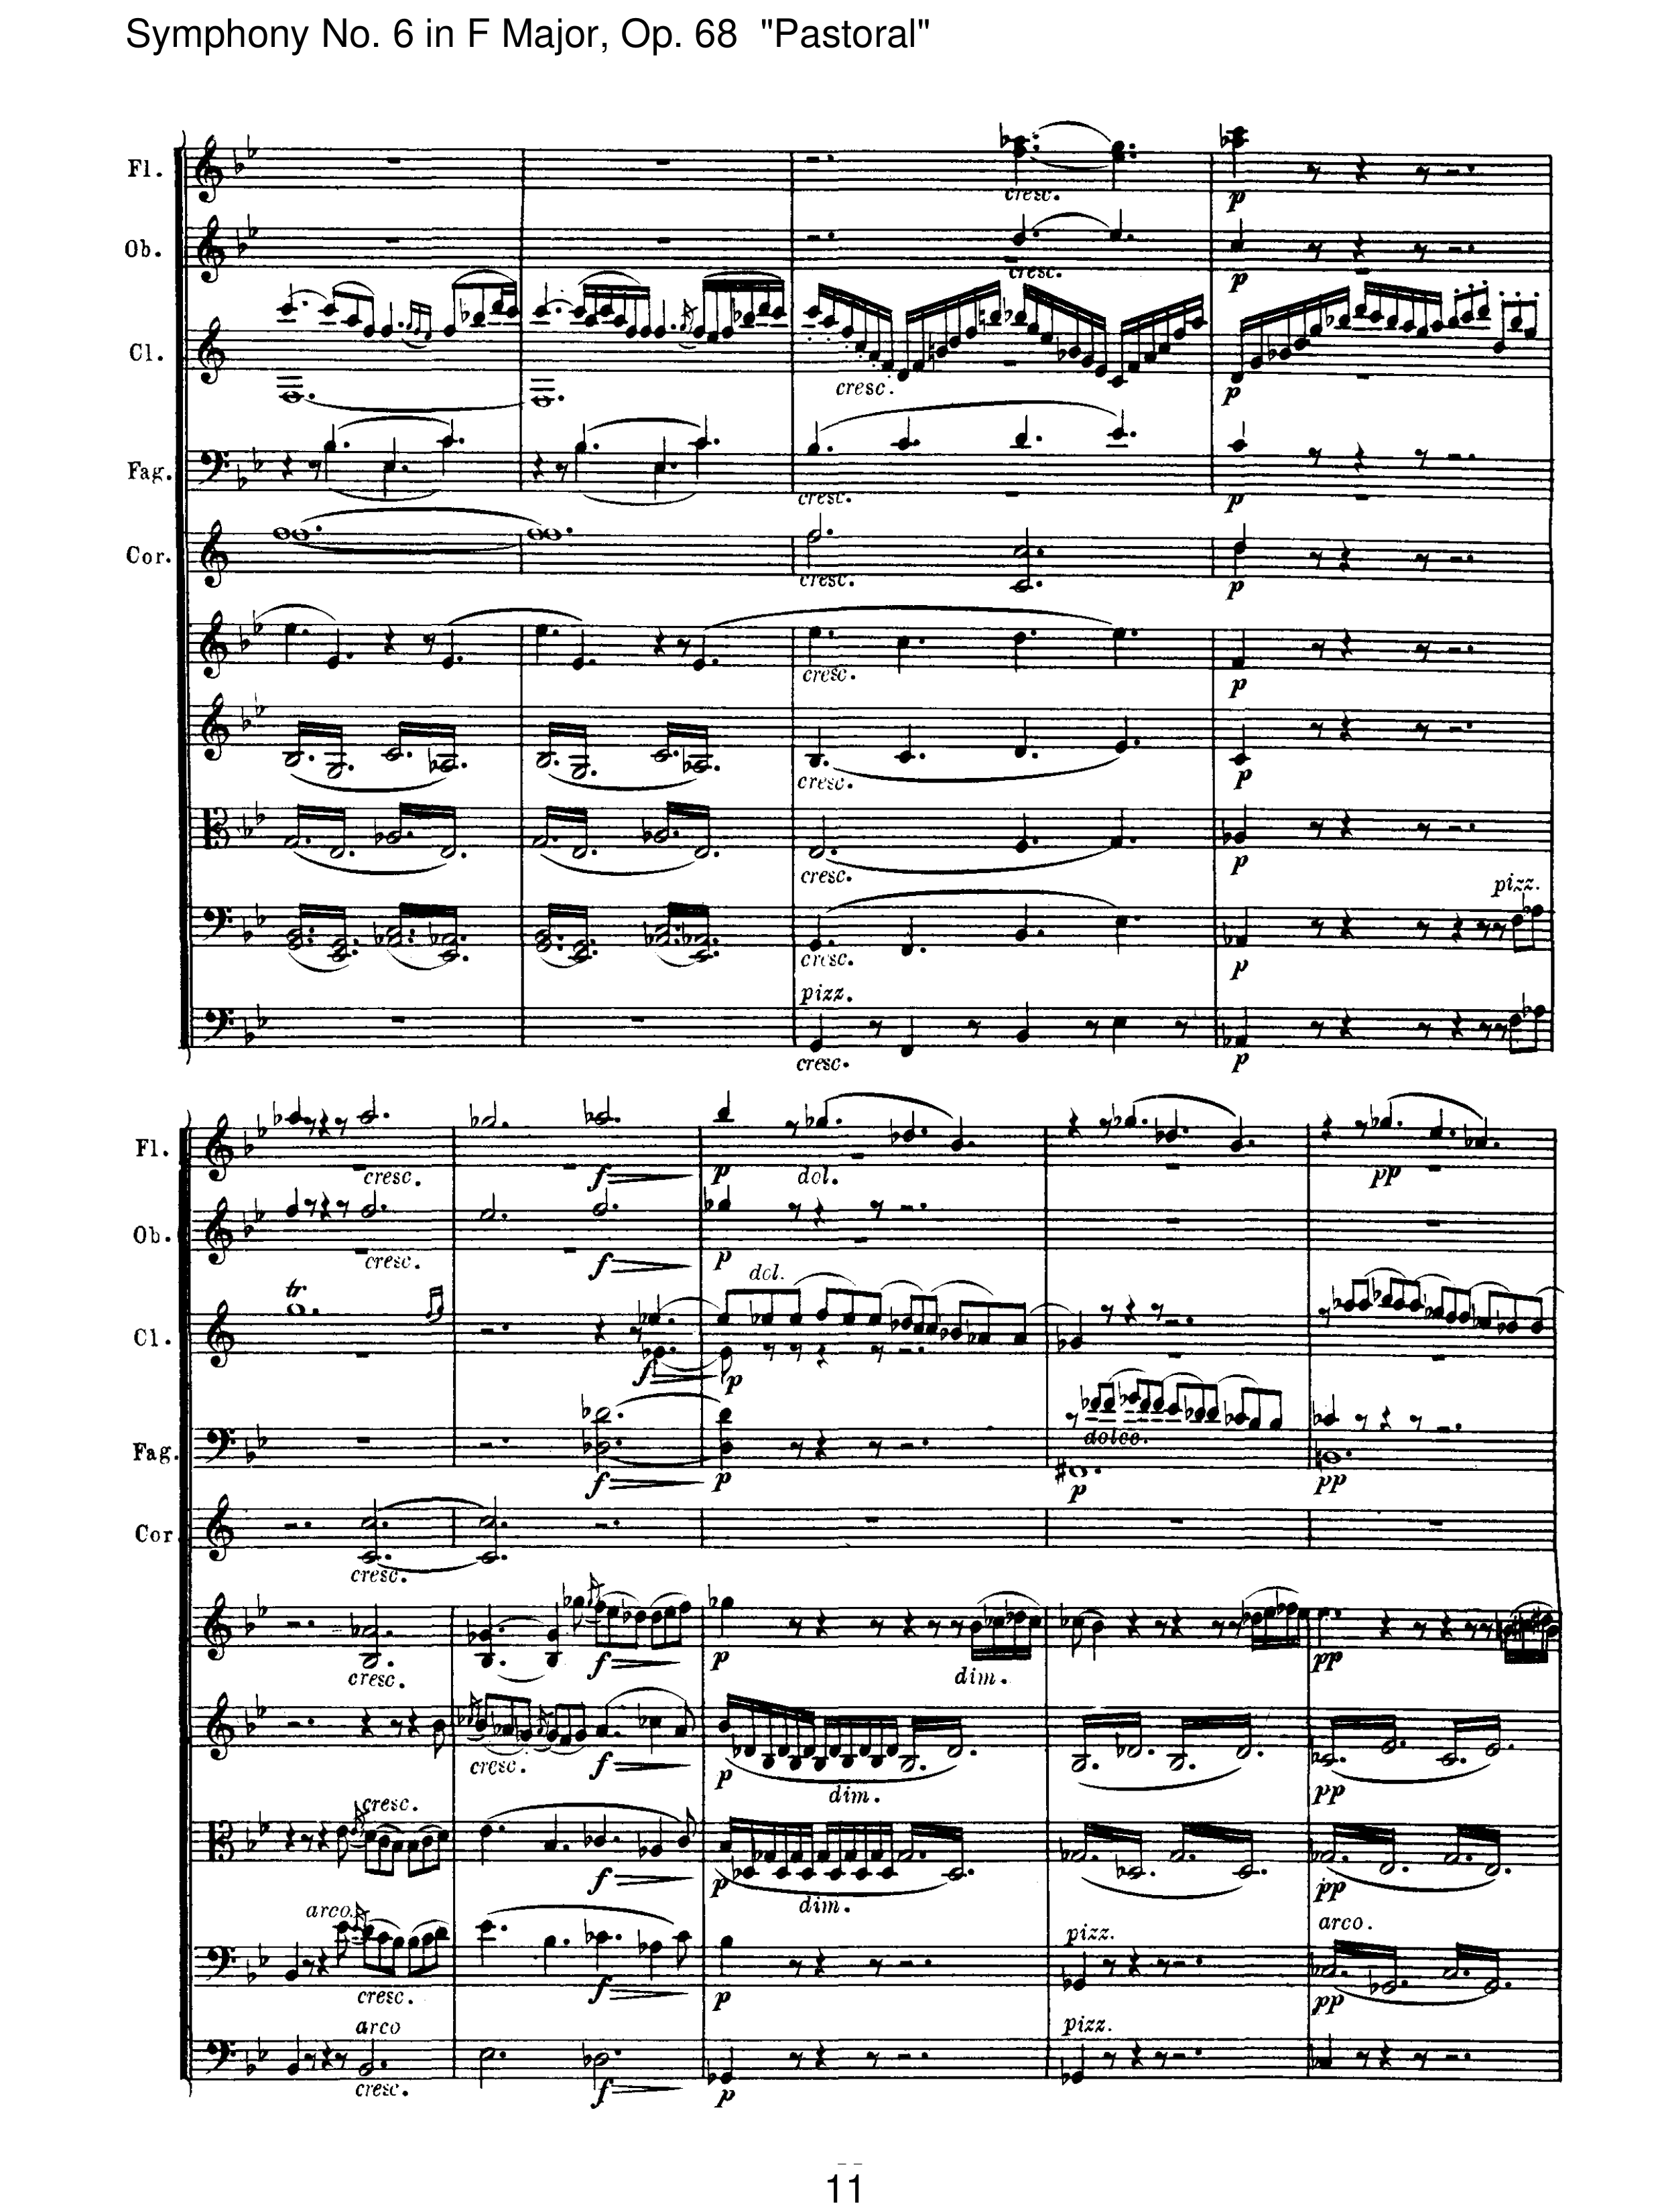 Symphony No. 6 in F Major, Op. 68 "Pastoral"
Fl.
cresc.
p
Ob.
cresc.
p
Cl.
cresc.
p
Fag.
cresc.
p
Cor.
cresc.
p
cresc.
p
cresc.
p
cresc.
p
pizz.
cresc.
p
pizz.
cresc.
p
Fl.
cresc.
f
p
dol.
pp
Ob.
cresc.
f
p
tr
dol.
Cl.
f
p
Fag.
f
p
dolce.
p
pp
Cor
cresc.
cresc.
f
p
dim.
pp
cresc.
f
p
dim.
pp
cresc.
f
p
dim.
pp
arco.
pizz.
arco.
cresc.
f
p
pp
arco
pizz.
cresc.
f
p
11